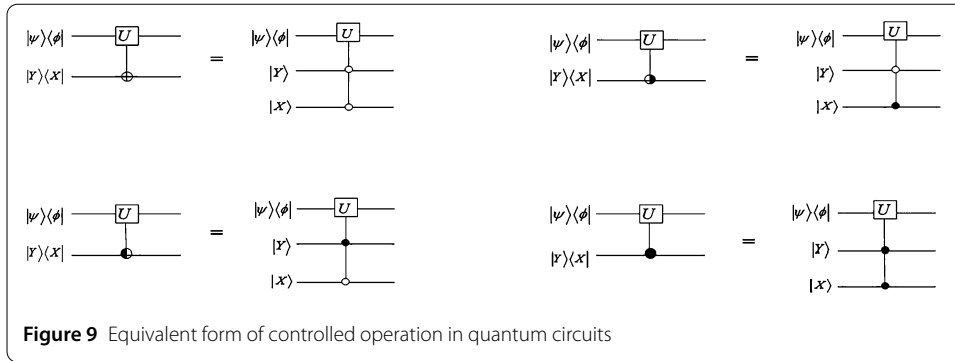 |ψ⟩⟨ϕ| U = |ψ⟩⟨ϕ| U
|Y⟩⟨X| |Y⟩
|X⟩
|ψ⟩⟨ϕ| U = |ψ⟩⟨ϕ| U
|Y⟩⟨X| |Y⟩
|X⟩
|ψ⟩⟨ϕ| U = |ψ⟩⟨ϕ| U
|Y⟩⟨X| |Y⟩
|X⟩
|ψ⟩⟨ϕ| U = |ψ⟩⟨ϕ| U
|Y⟩⟨X| |Y⟩
|X⟩
Figure 9 Equivalent form of controlled operation in quantum circuits